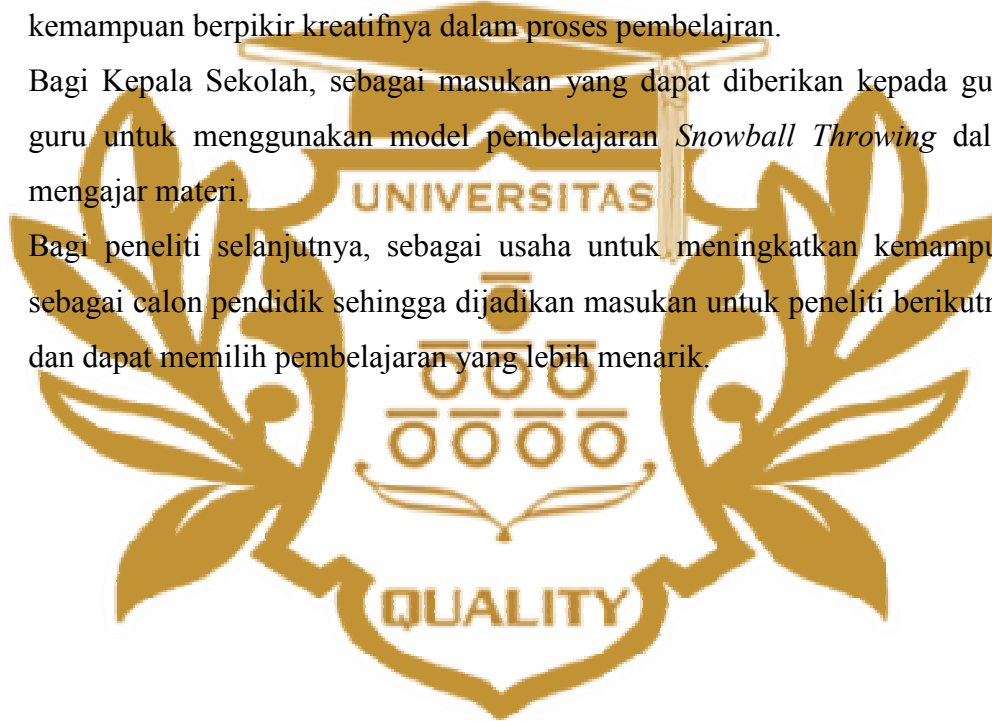 kemampuan berpikir kreatifnya dalam proses pembelajran.
Bagi Kepala Sekolah, sebagai masukan yang dapat diberikan kepada gu
guru untuk menggunakan model pembelajaran Snowball Throwing dal
mengajar materi.
UNIVERSITAS
Bagi peneliti selanjutnya, sebagai usaha untuk meningkatkan kemampu
sebagai calon pendidik sehingga dijadikan masukan untuk peneliti berikutn
dan dapat memilih pembelajaran yang lebih menarik.
QUALITY